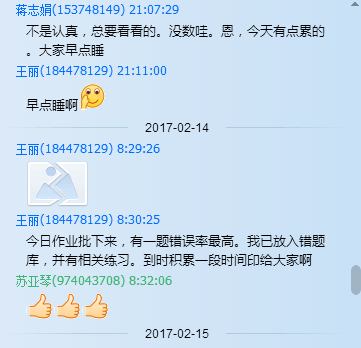 蒋志娟(153748149) 21:07:29
不是认真，总要看看的。没数哇。恩，今天有点累的
。大家早点睡
王丽(184478129) 21:11:00
早点睡啊
2017-02-14
王丽(184478129) 8:29:26
王丽(184478129) 8:30:25
今日作业批下来，有一题错误率最高。我已放入错题
库，并有相关练习。到时积累一段时间印给大家啊
苏亚琴(974043708) 8:32:06
2017-02-15